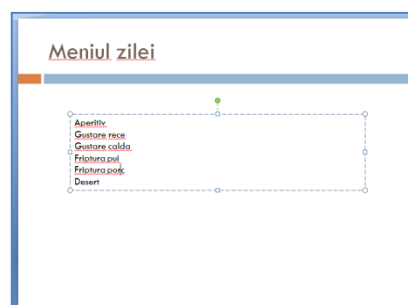 Meniul zilei
Aperitiv
Gustare rece
Gustare calda
Friptura pui
Friptura porc
Desert